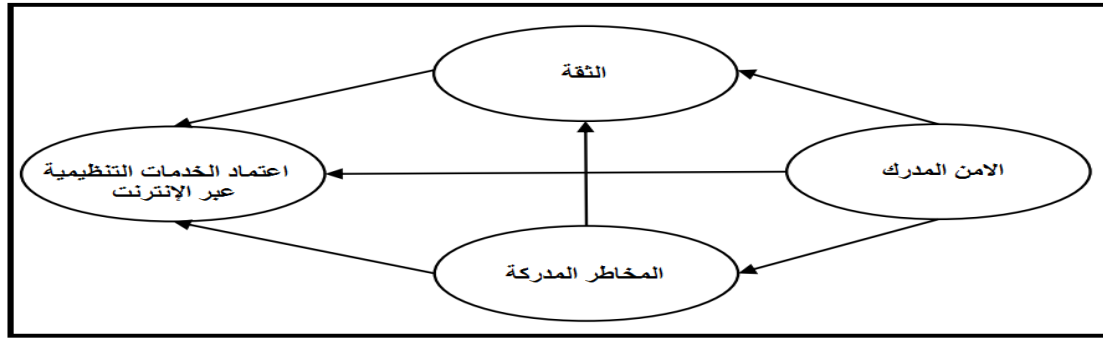 الثقة
الامن المدرك
اعتماد الخدمات التنظيمية
عبر الإنترنت
المخاطر المدركة